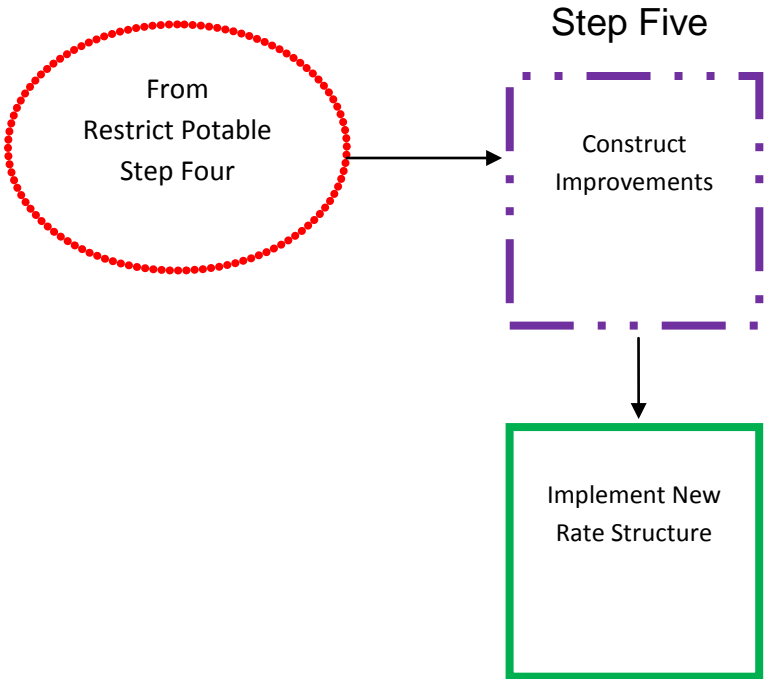 Step Five
From
Restrict Potable
Step Four
Construct
Improvements
Implement New
Rate Structure